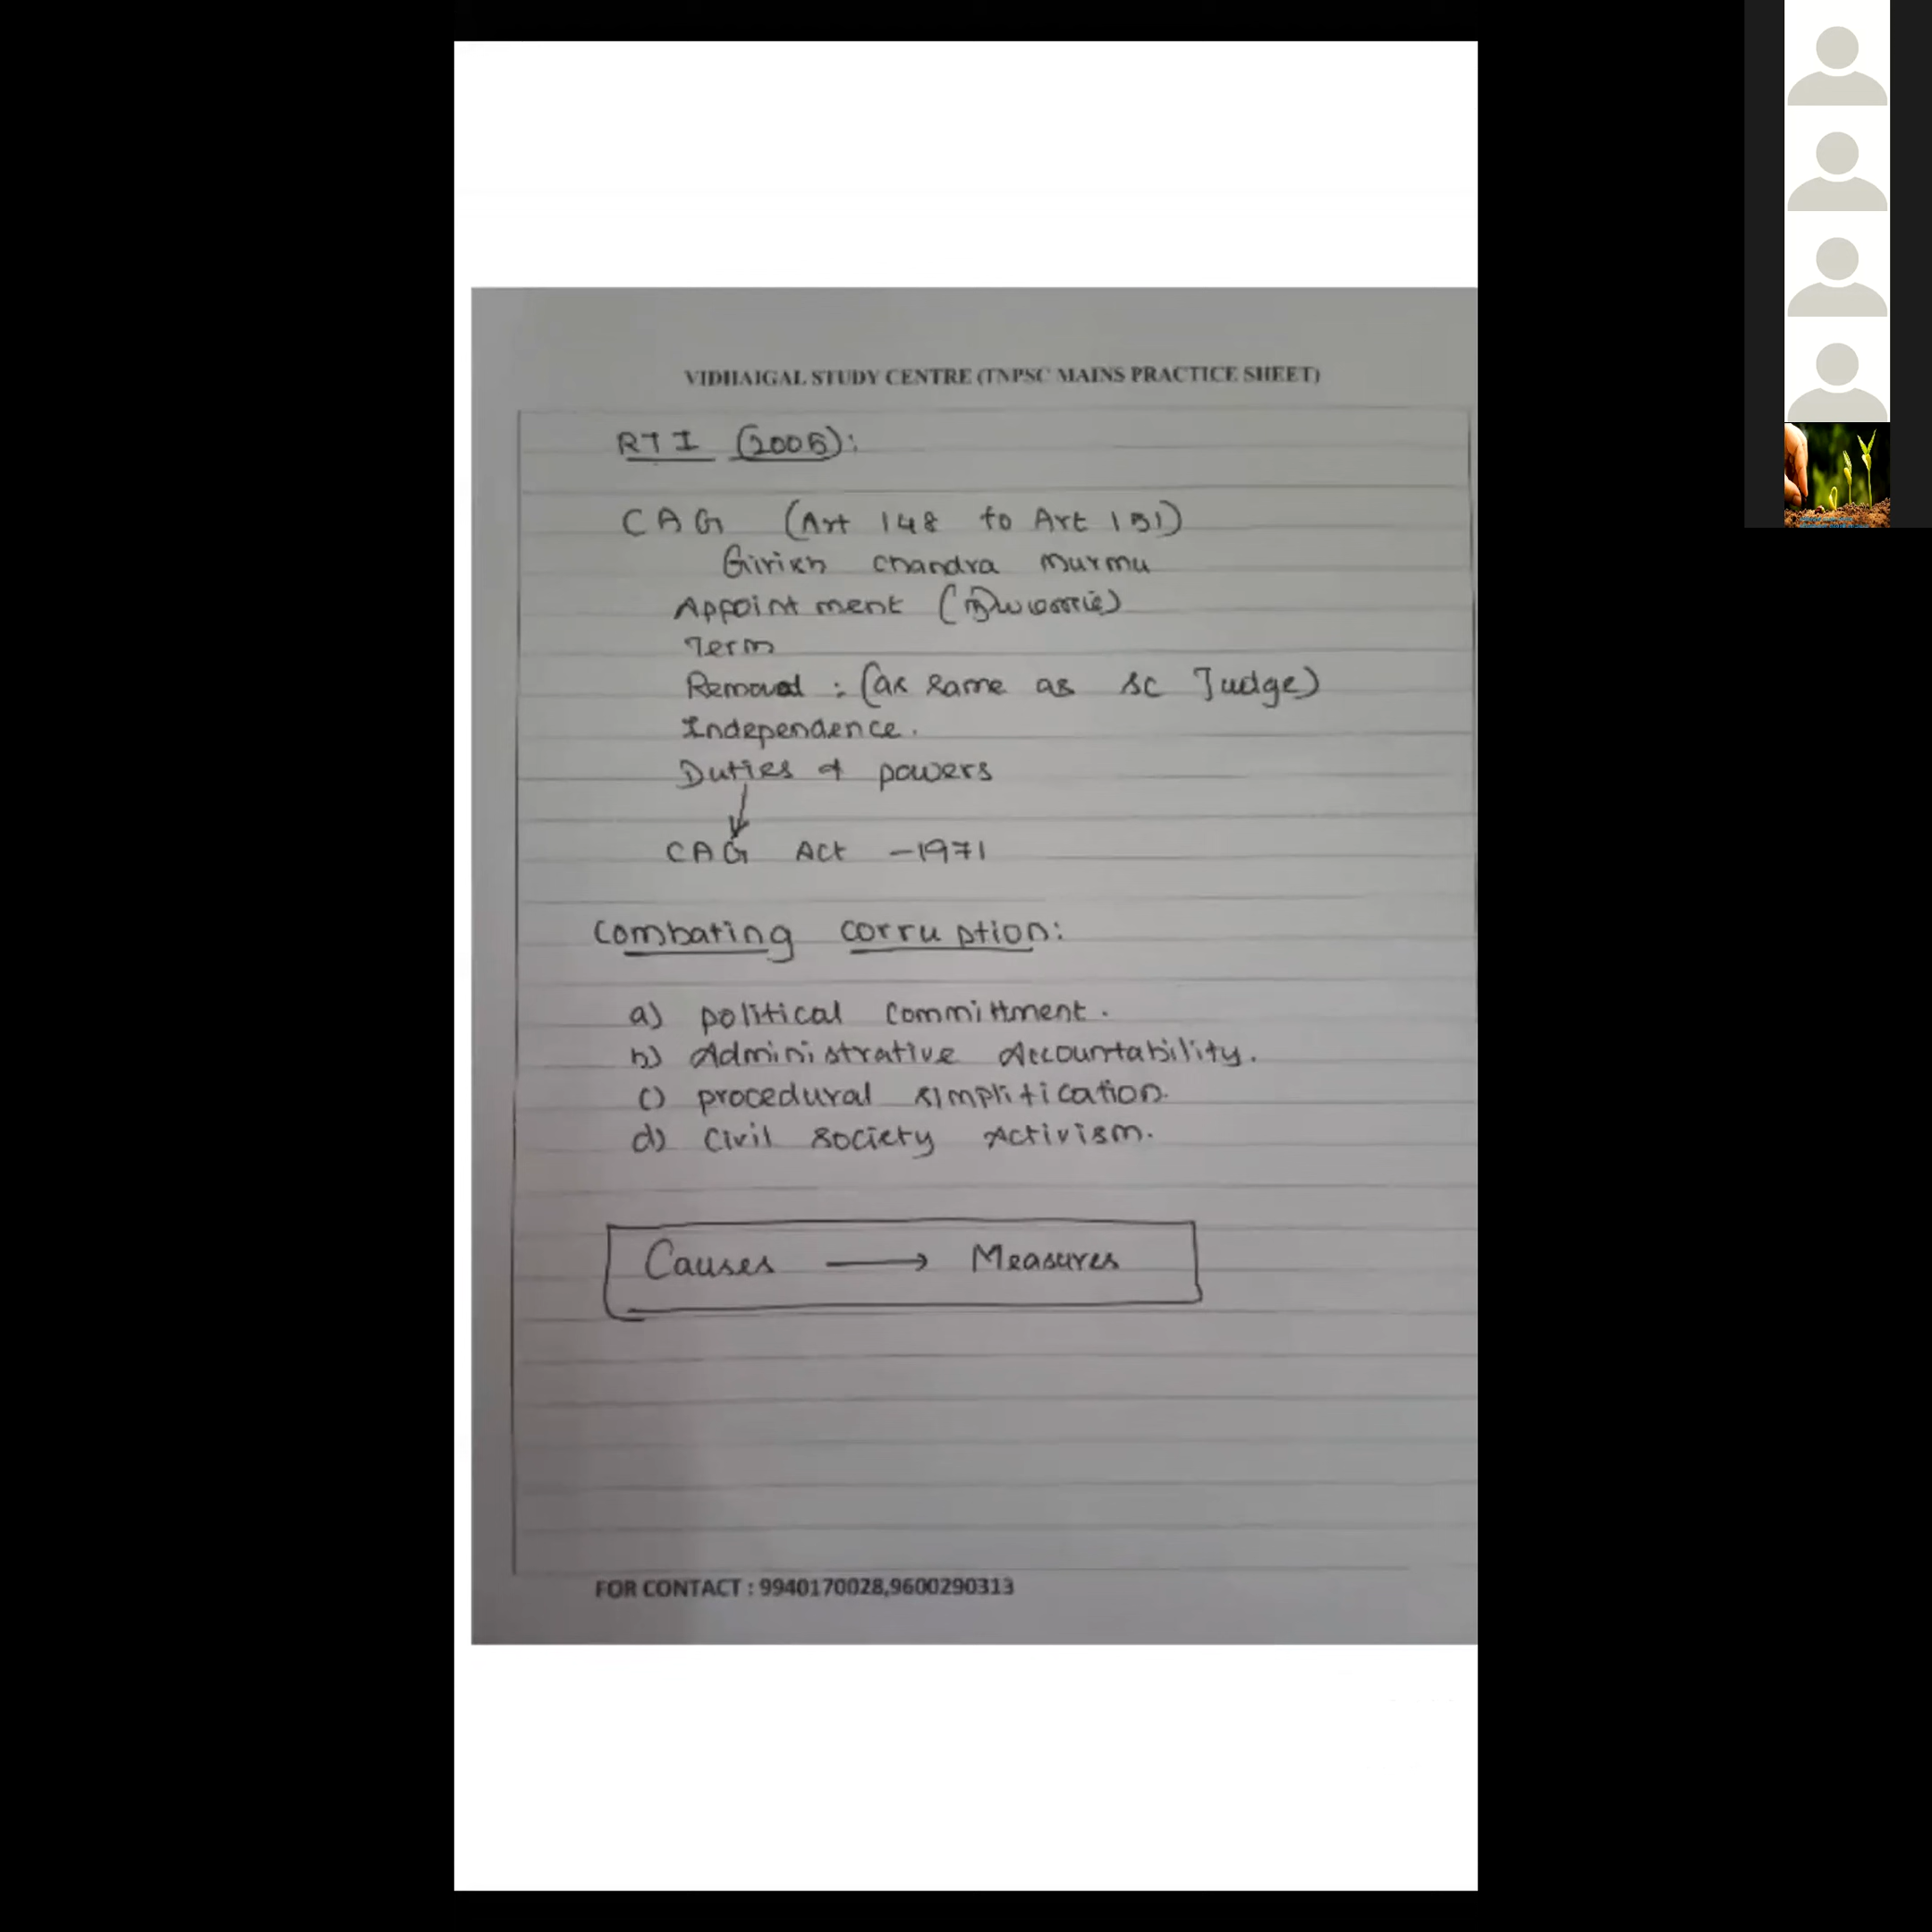 VIDHAIGAL STUDY CENTRE (TNPSC MAINS PRACTICE SHEET)
RTI (2005):
CAG (Art 148 to Art 151)
Girish Chandra Murmu
Appointment (நியமனம்)
Term
Removal : (as same as SC Judge)
Independence.
Duties & powers
CAG Act - 1971
Combating corruption:
a) political committment.
b) Administrative Accountability.
c) procedural simplification.
d) Civil society Activism.
Causes → Measures
FOR CONTACT : 9940170028,9600290313